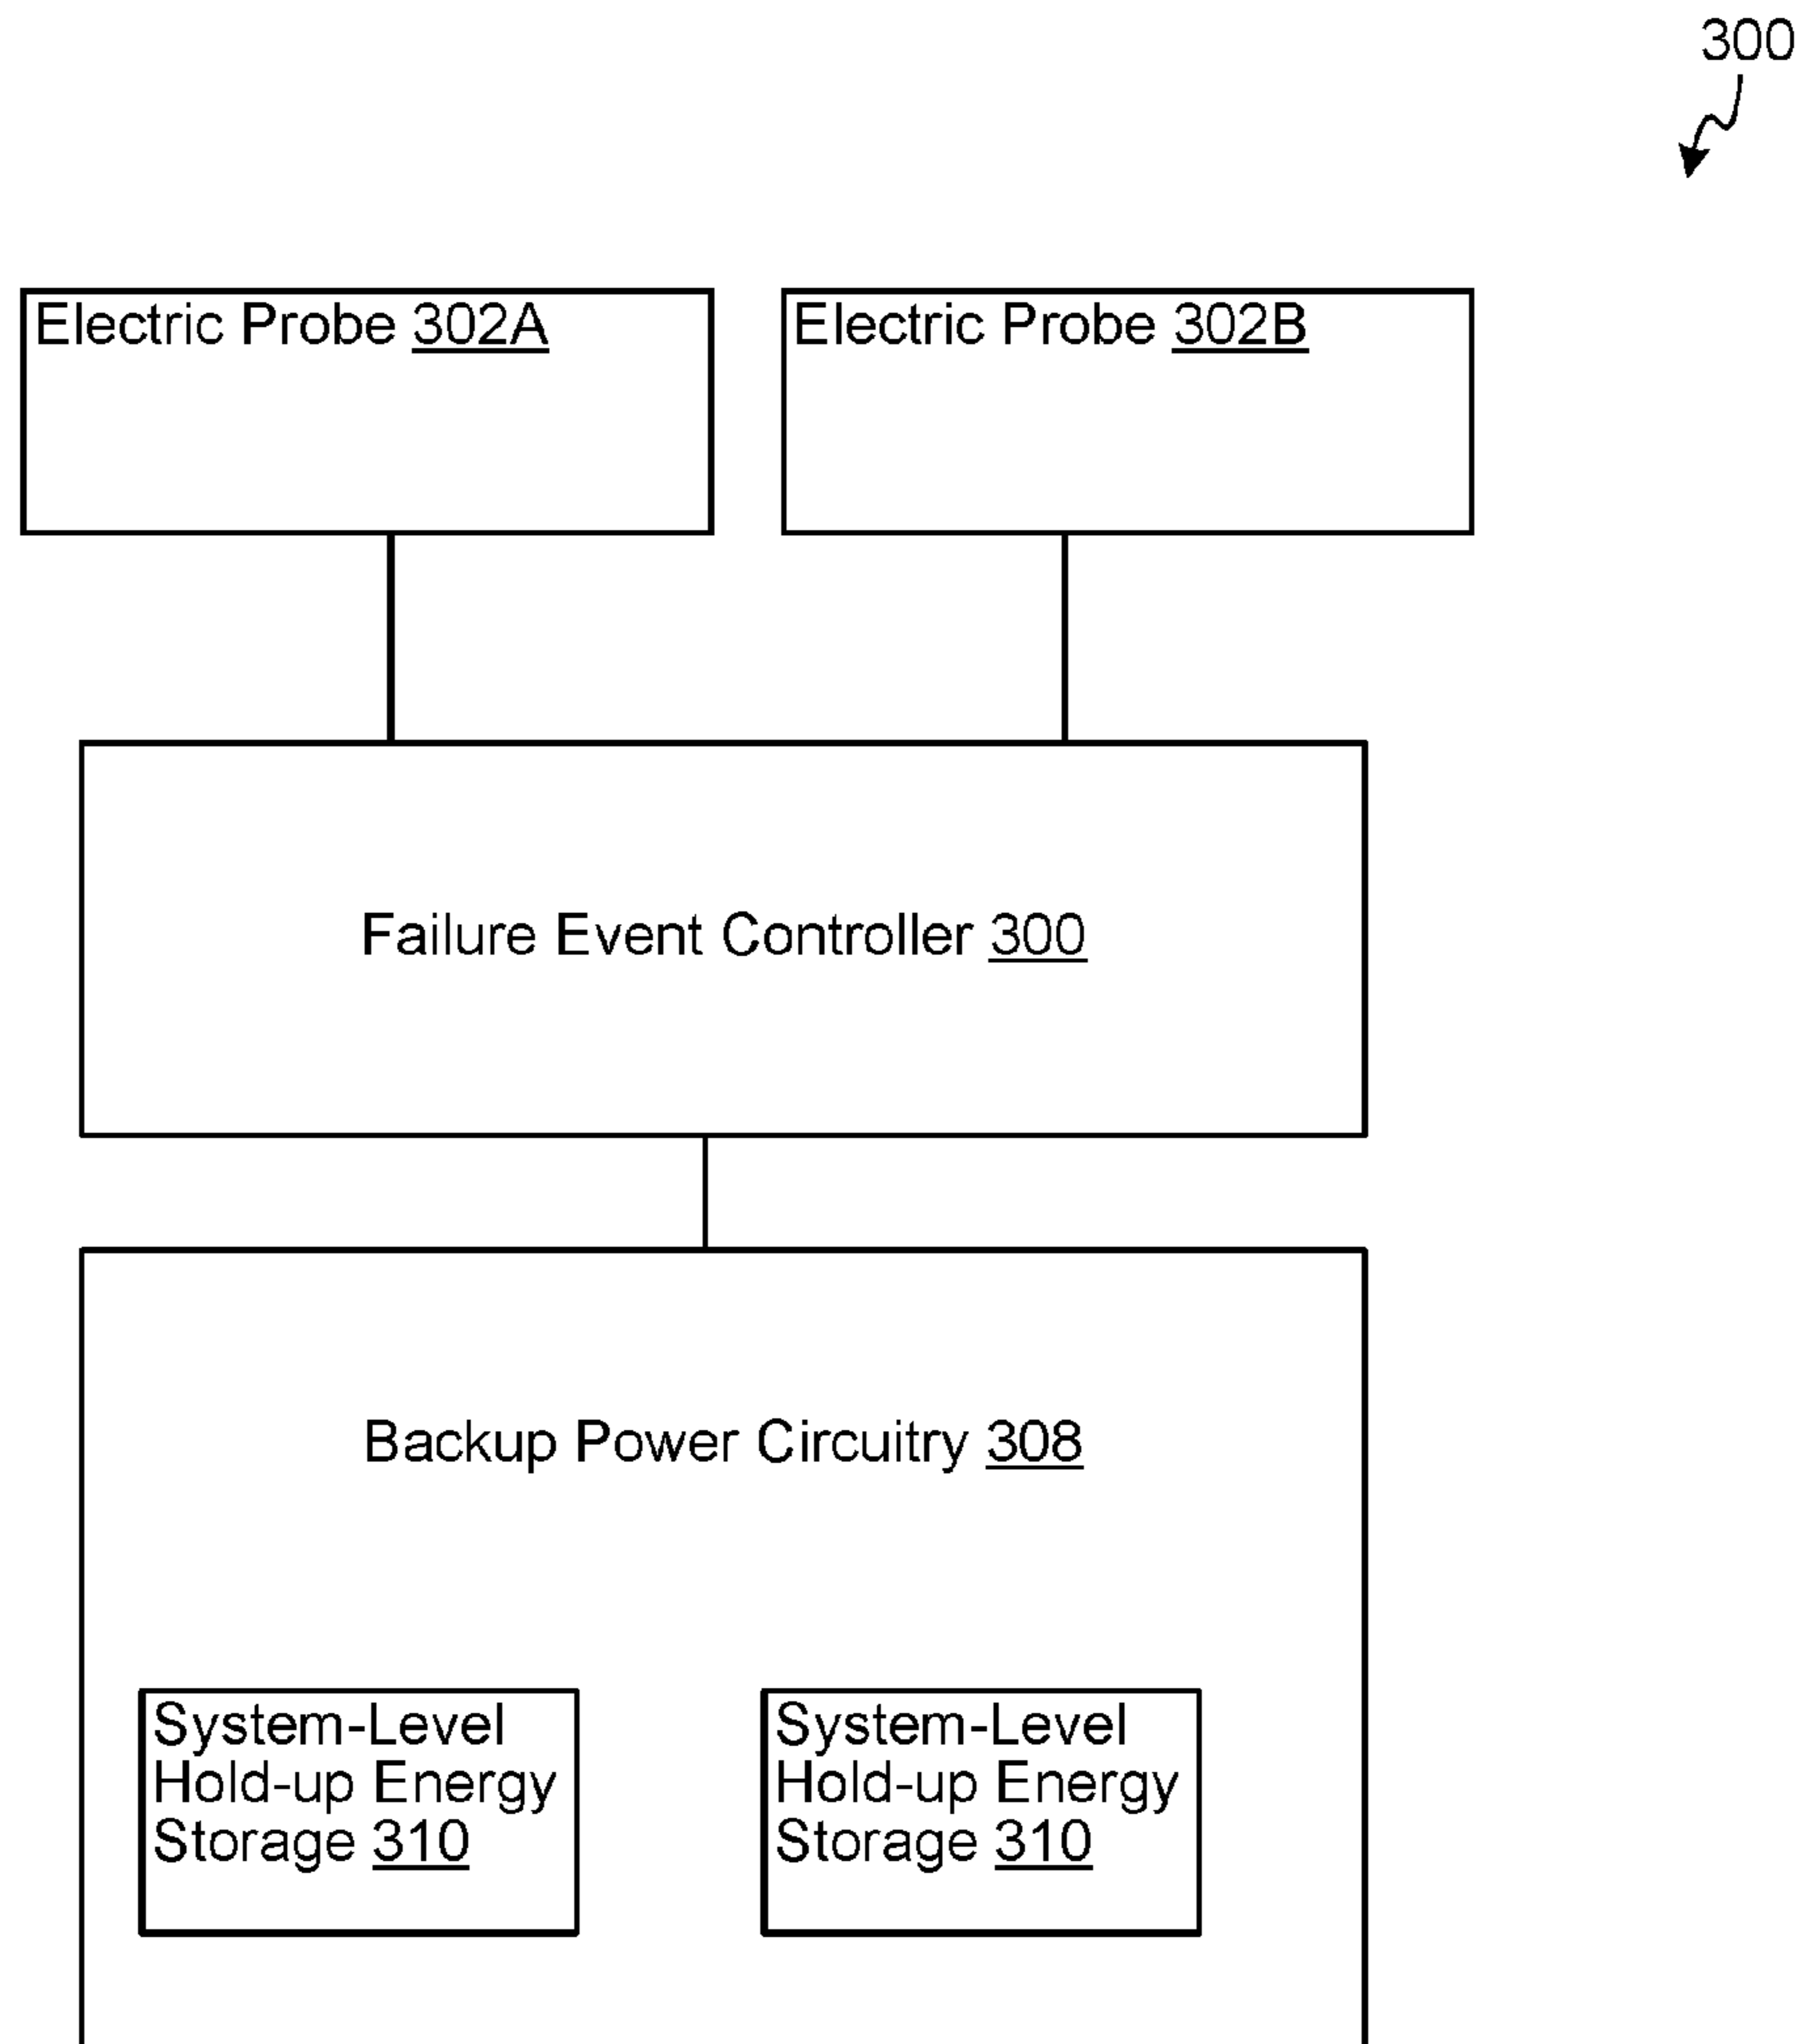 300
Electric Probe 302A
Electric Probe 302B
Failure Event Controller 300
Backup Power Circuitry 308
System-Level
Hold-up Energy
Storage 310
System-Level
Hold-up Energy
Storage 310